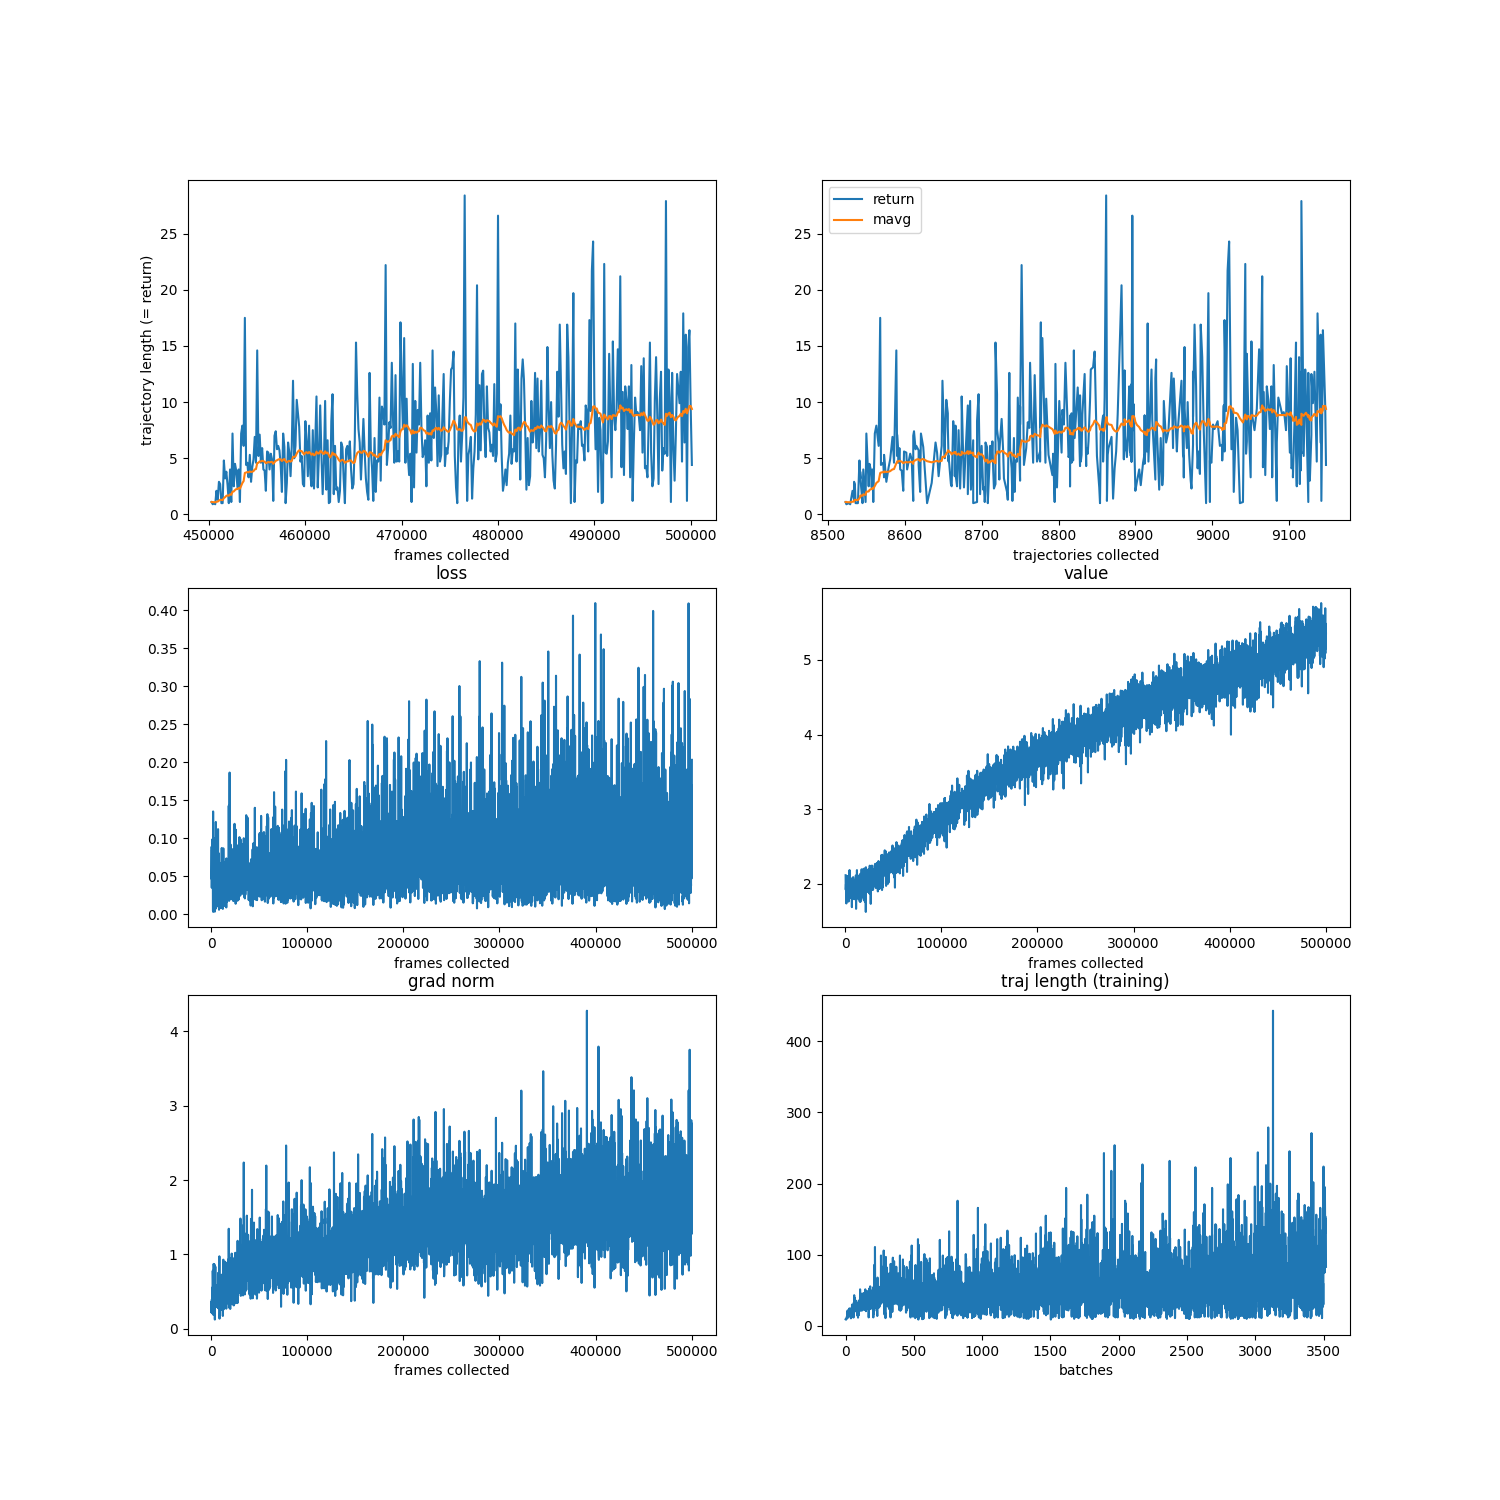 return
mavg
25
20
15
10
5
0
trajectory length (= return)
450000 460000 470000 480000 490000 500000
frames collected
25
20
15
10
5
0
8500 8600 8700 8800 8900 9000 9100
trajectories collected
loss
0.40
0.35
0.30
0.25
0.20
0.15
0.10
0.05
0.00
0 100000 200000 300000 400000 500000
frames collected
value
5
4
3
2
0 100000 200000 300000 400000 500000
frames collected
grad norm
4
3
2
1
0
0 100000 200000 300000 400000 500000
frames collected
traj length (training)
400
300
200
100
0
0 500 1000 1500 2000 2500 3000 3500
batches